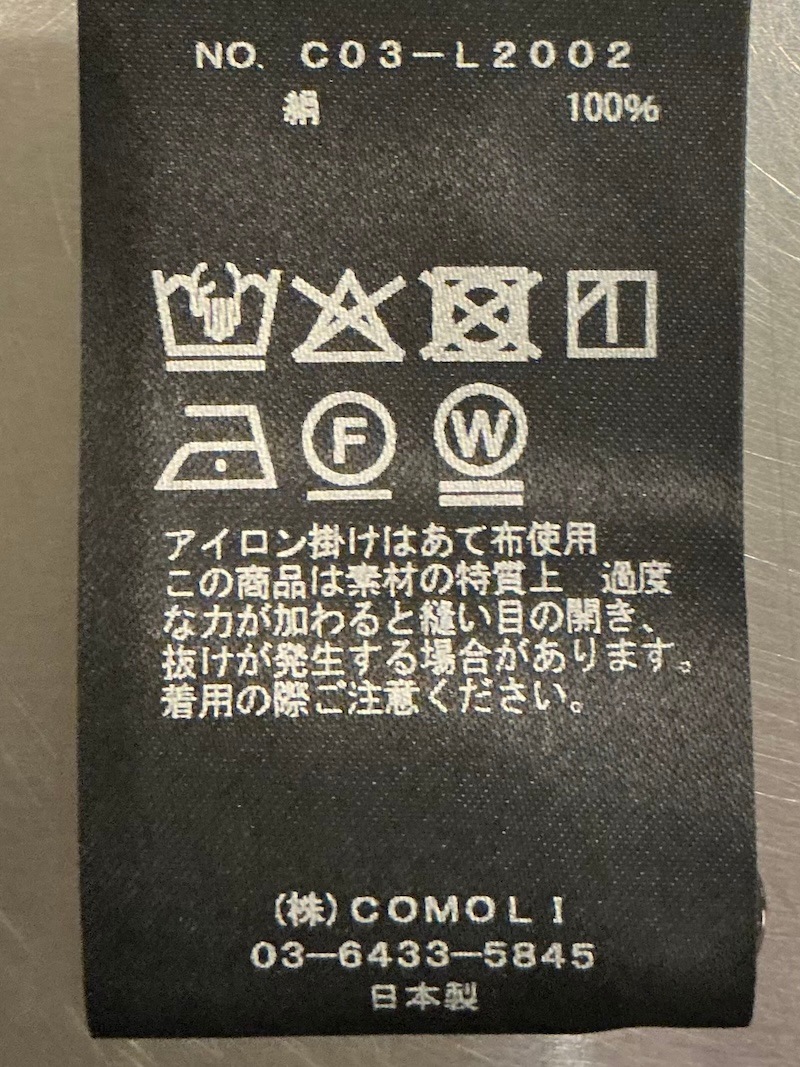 NO. C03-L2002
絹 100%
F W
アイロン掛けはあて布使用
この商品は素材の特質上 過度
な力が加わると縫い目の開き、
抜けが発生する場合があります。
着用の際ご注意ください。
(株)COMOLI
03-6433-5845
日本製